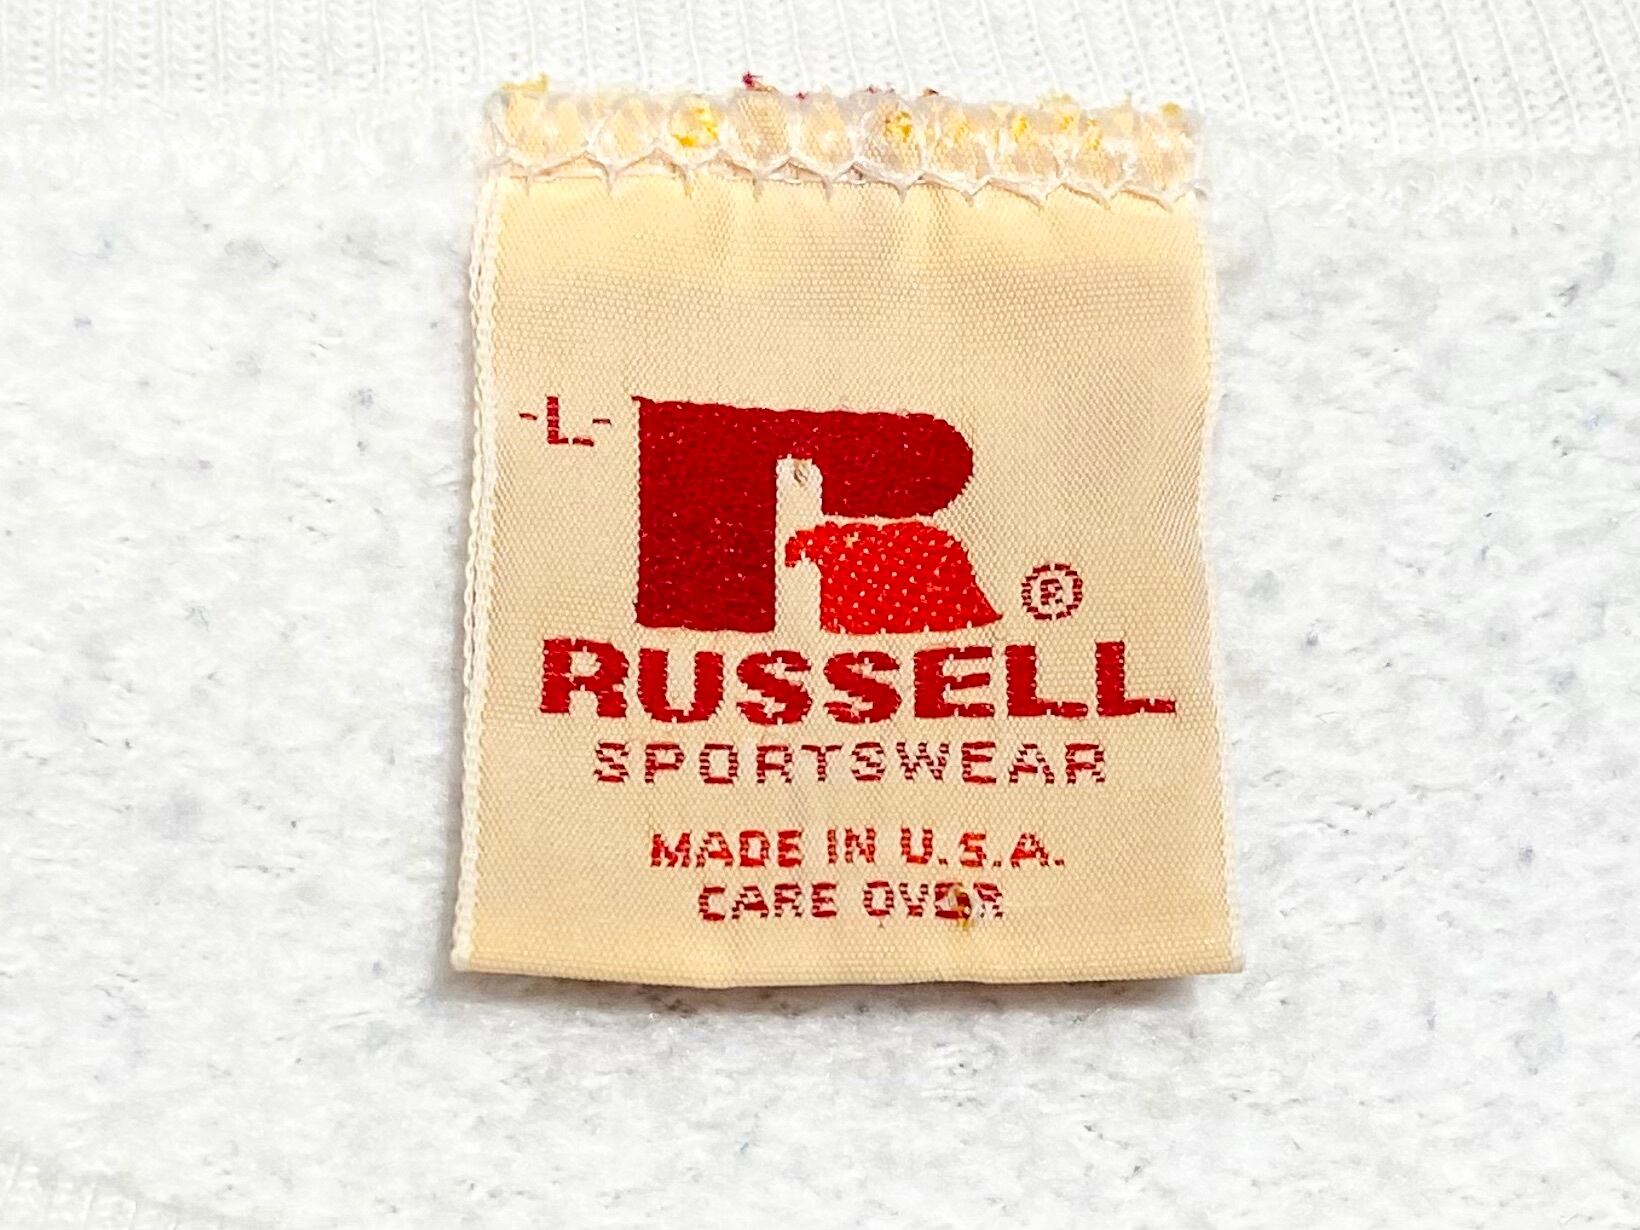 -L-
R ®
RUSSELL
SPORTSWEAR
MADE IN U.S.A.
CARE OVER